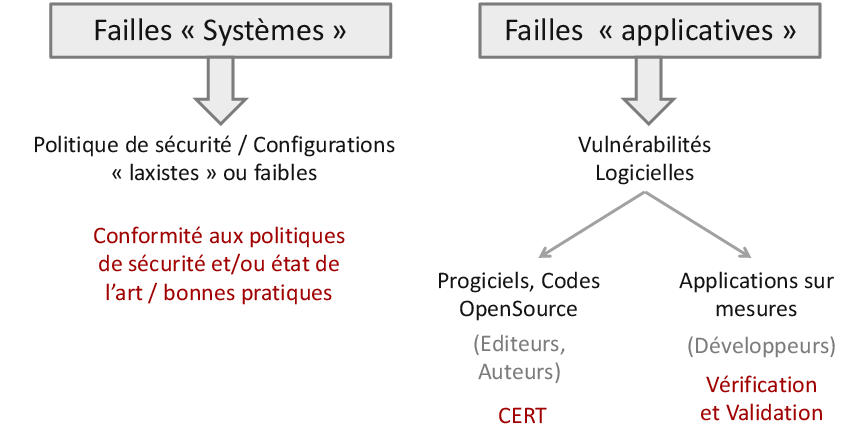 Failles « Systèmes »
Failles « applicatives »
Politique de sécurité / Configurations
« laxistes » ou faibles
Conformité aux politiques
de sécurité et/ou état de
l’art / bonnes pratiques
Vulnérabilités
Logicielles
Progiciels, Codes
OpenSource
(Editeurs,
Auteurs)
CERT
Applications sur
mesures
(Développeurs)
Vérification
et Validation